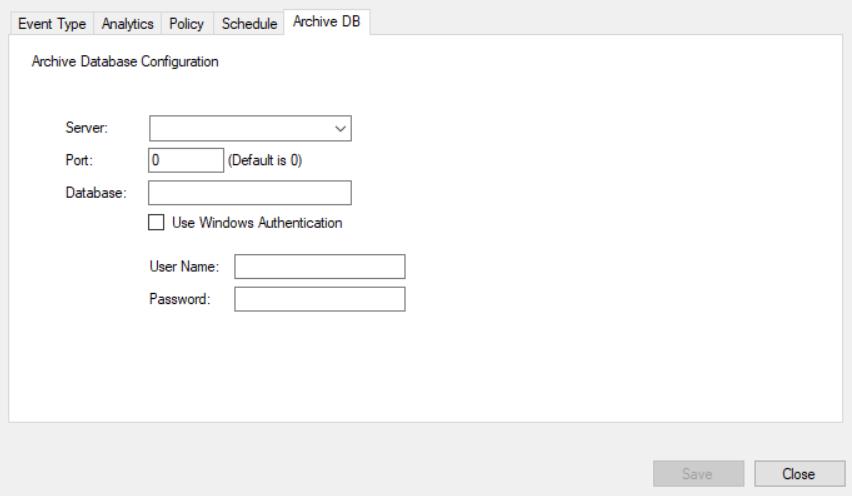 Event Type Analytics Policy Schedule Archive DB
Archive Database Configuration
Server:
Port: 0 (Default is 0)
Database:
Use Windows Authentication
User Name:
Password:
Save Close